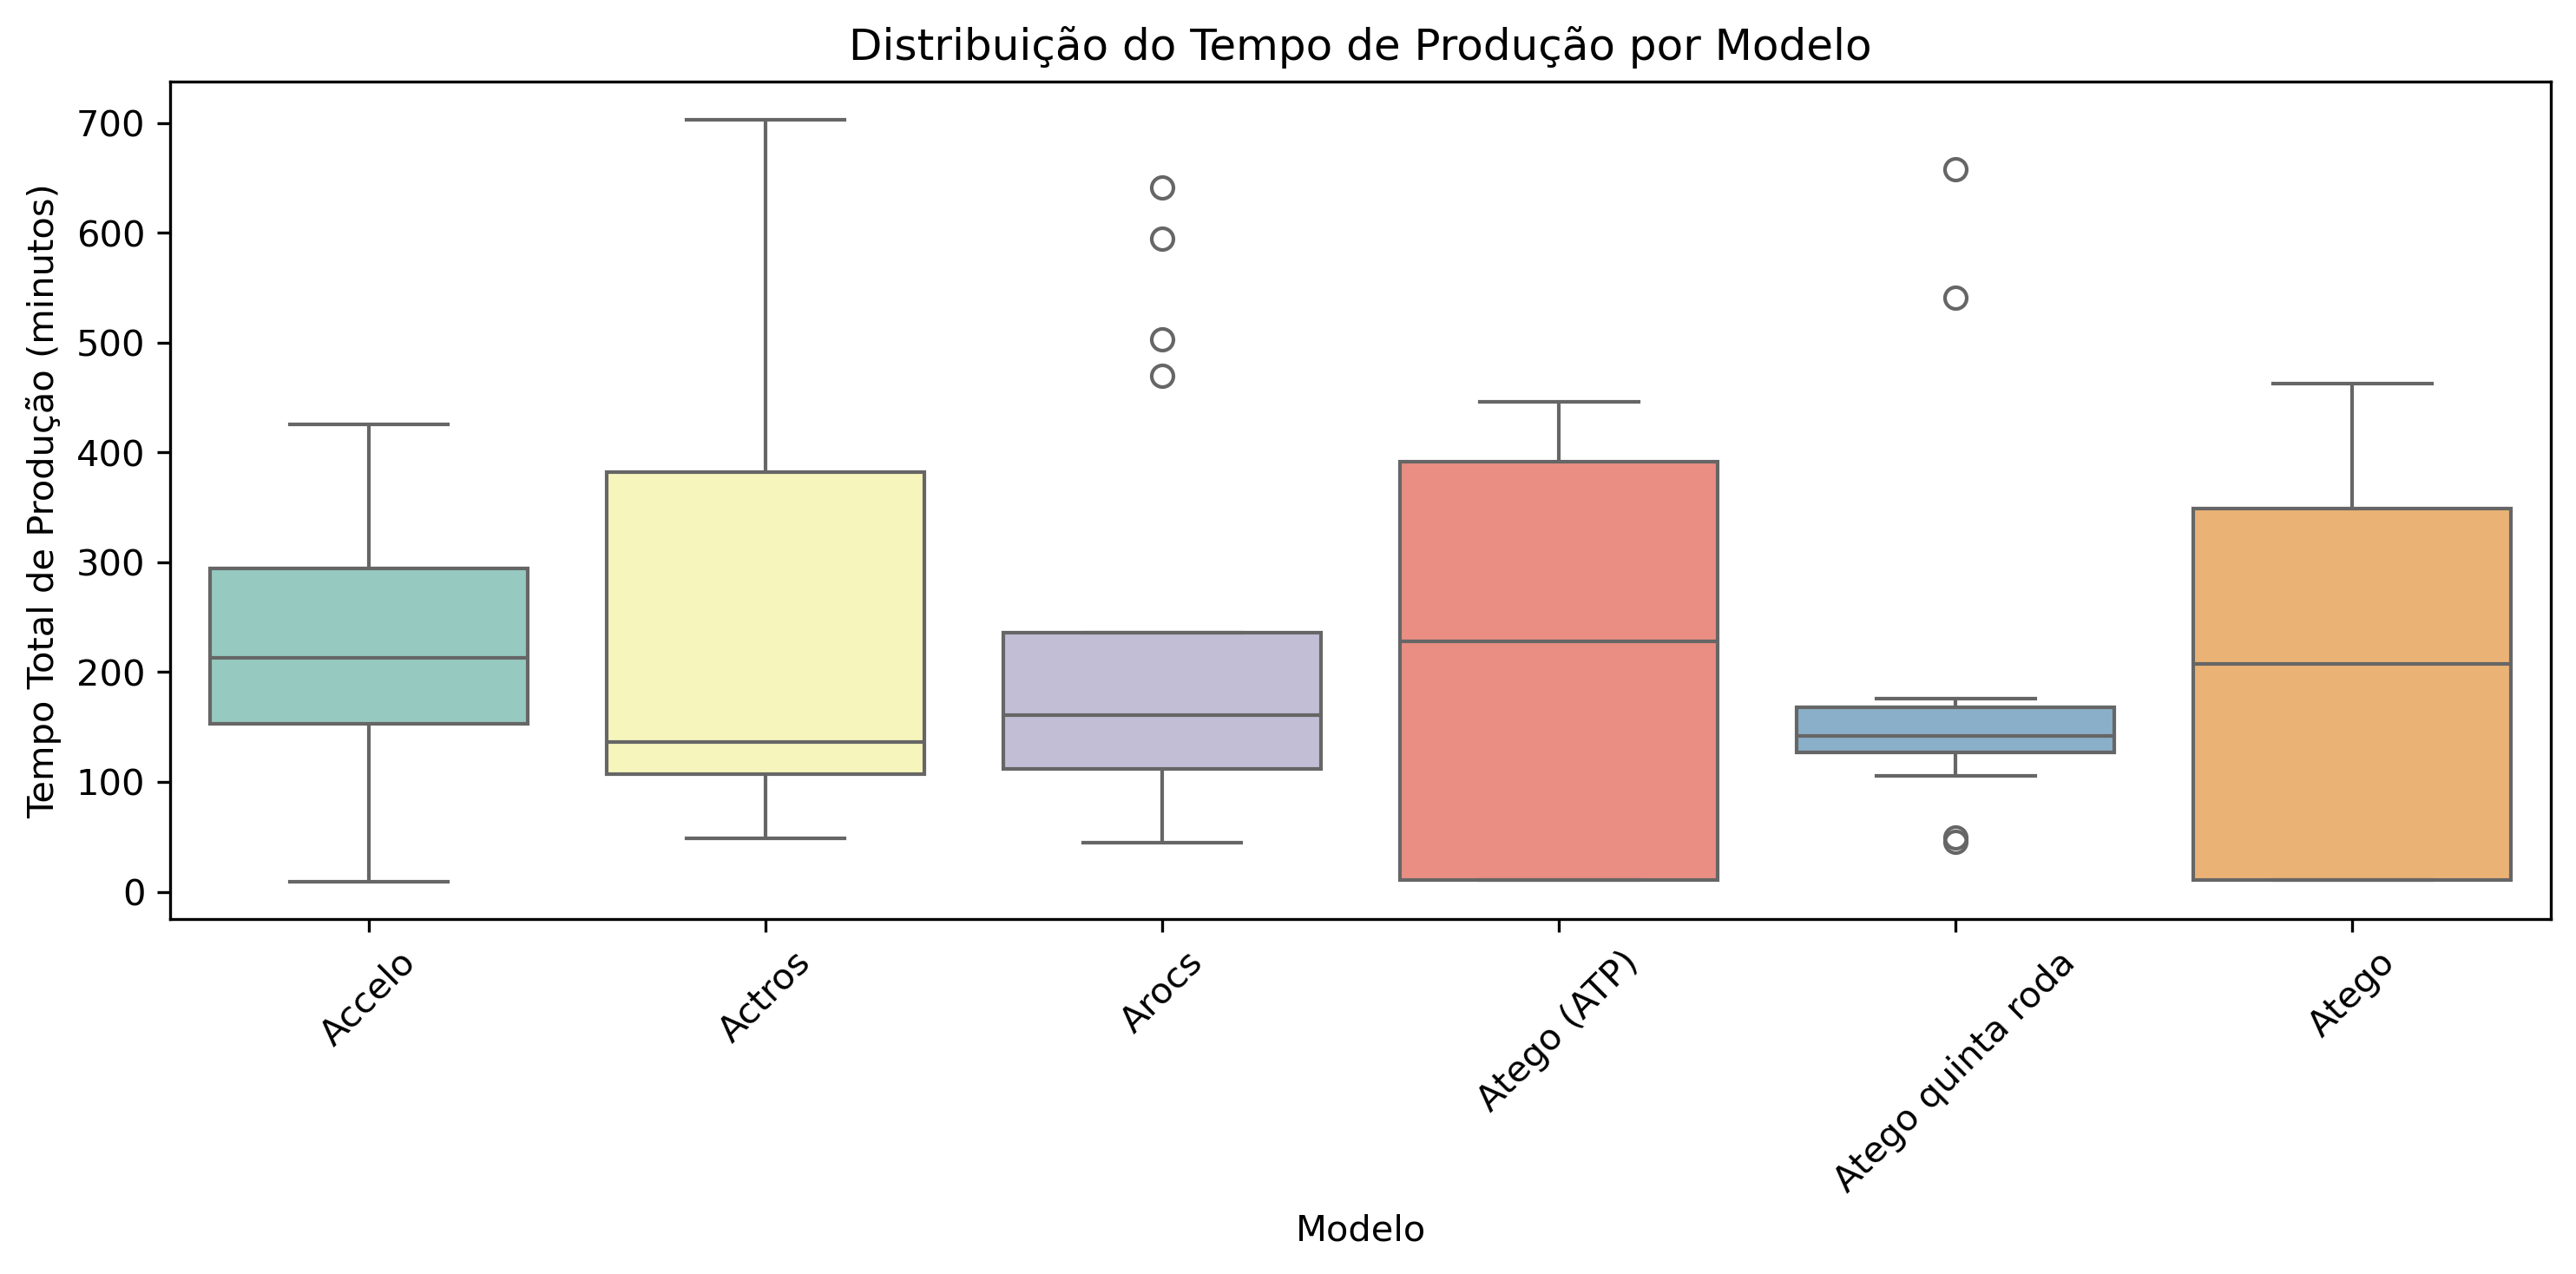 Distribuição do Tempo de Produção por Modelo
Tempo Total de Produção (minutos)
700
600
500
400
300
200
100
0
Accelo
Actros
Arocs
Atego (ATP)
Atego quinta roda
Atego
Modelo